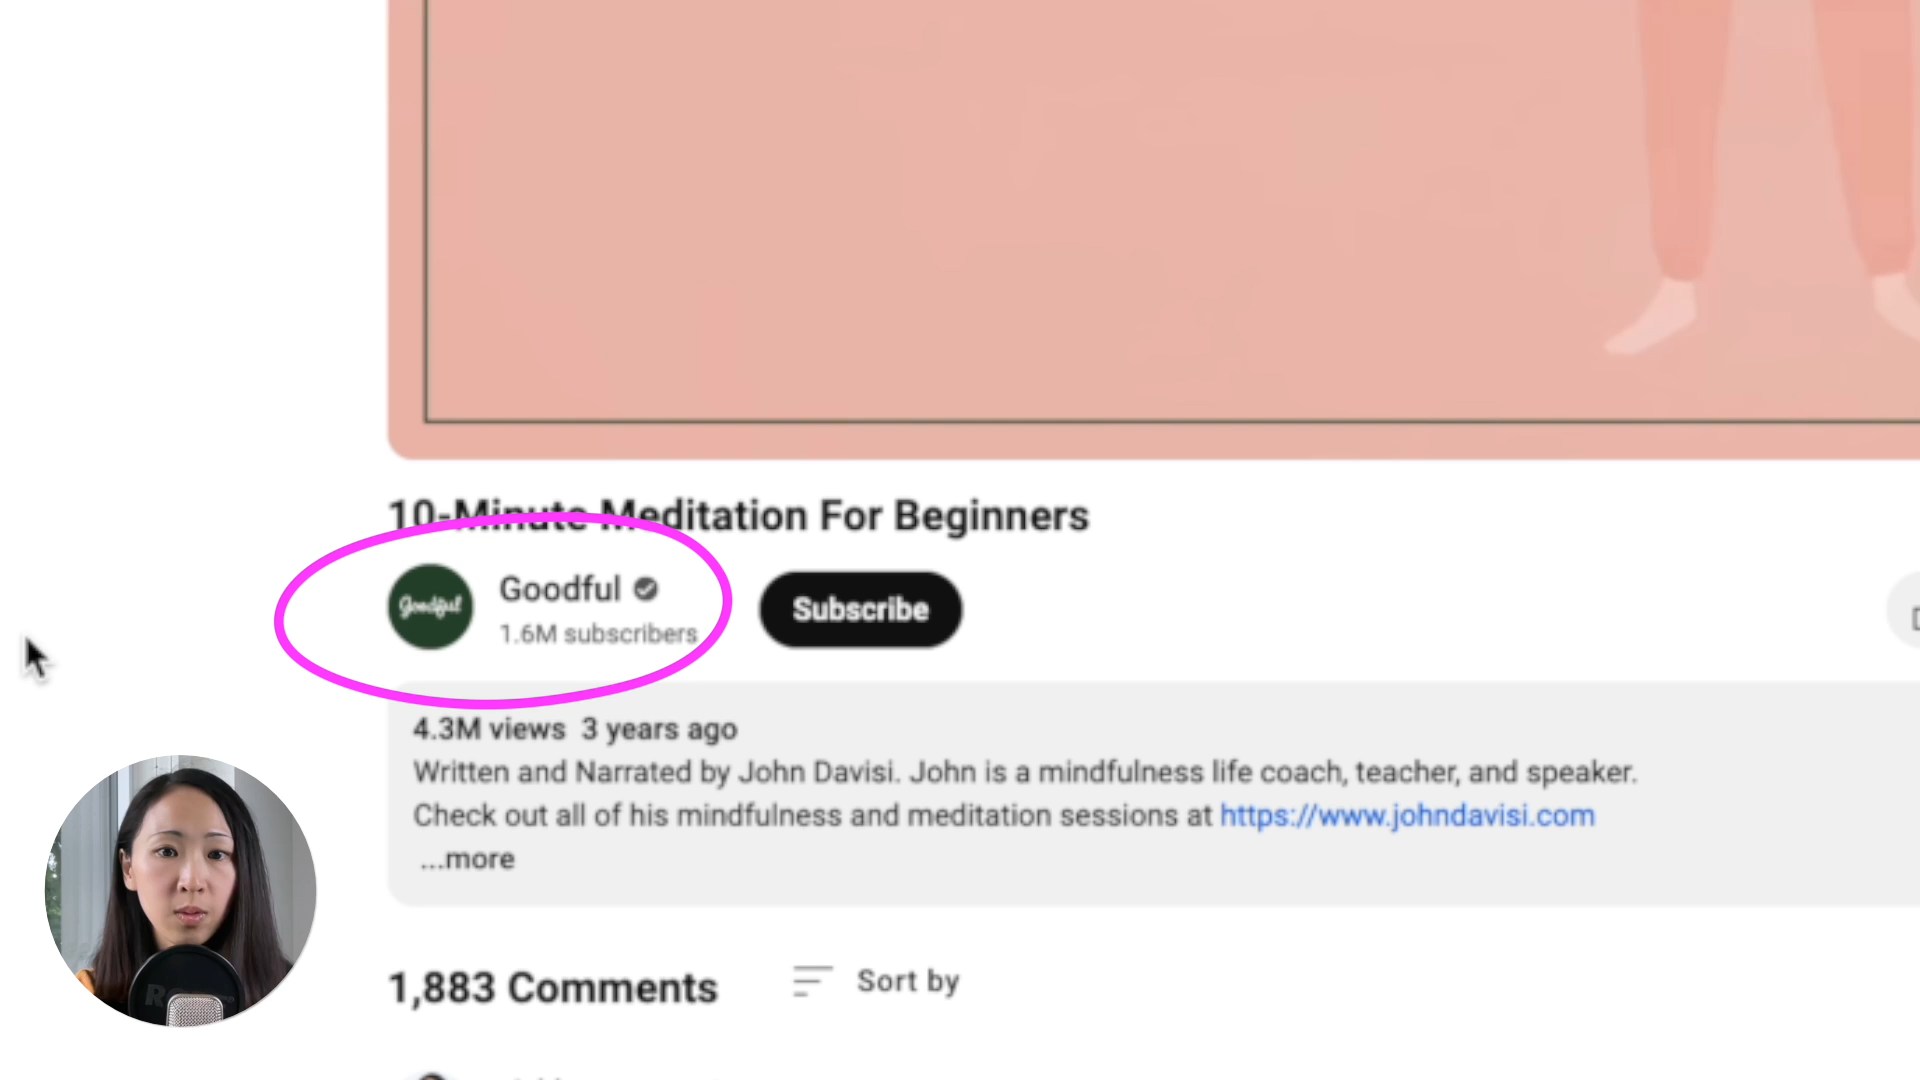 10-Minute Meditation For Beginners
Goodful
Goodful
1.6M subscribers
Subscribe
4.3M views 3 years ago
Written and Narrated by John Davisi. John is a mindfulness life coach, teacher, and speaker.
Check out all of his mindfulness and meditation sessions at https://www.johndavisi.com
...more
1,883 Comments
Sort by